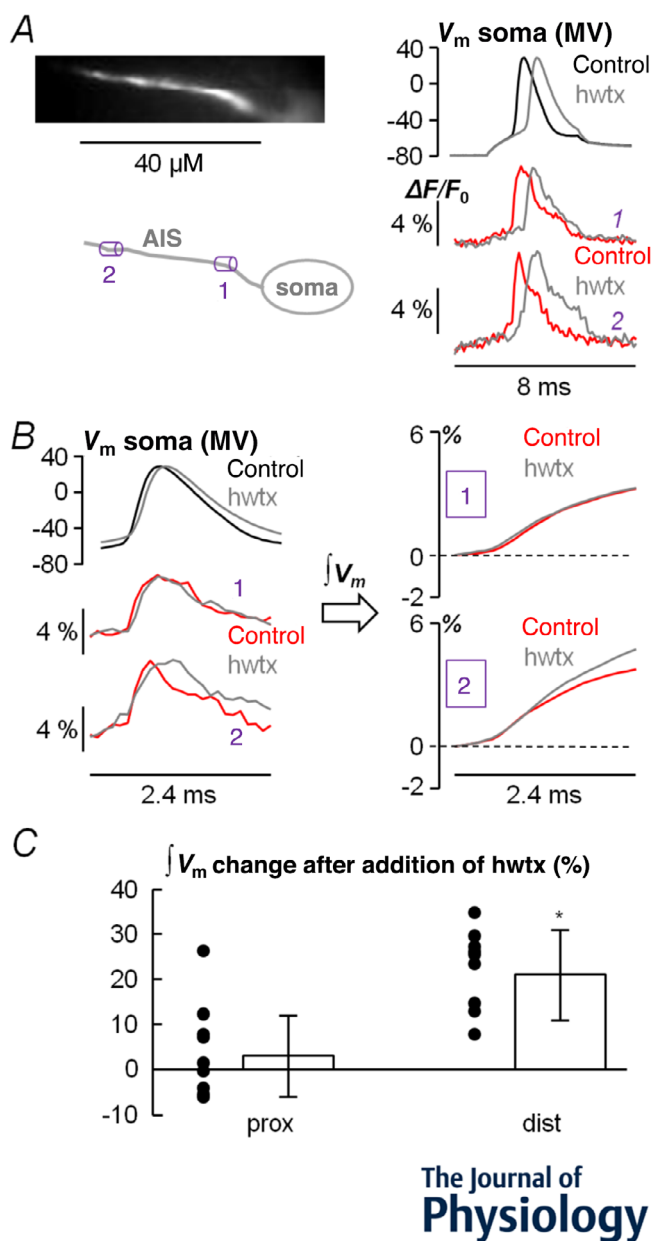 A
40 μM
AIS
2
1
soma
Vm soma (MV)
40
0
-40
-80
Control
hwtx
ΔF/F0
4 %
1
Control
hwtx
4 %
2
8 ms
B
Vm soma (MV)
40
0
-40
-80
Control
hwtx
4 %
1
Control
hwtx
4 %
2
2.4 ms
∫Vm
6
%
Control
hwtx
1
0
-2
6
%
Control
hwtx
2
0
-2
2.4 ms
C
∫Vm change after addition of hwtx (%)
40
30
20
10
0
-10
*
prox
dist
The Journal of
Physiology